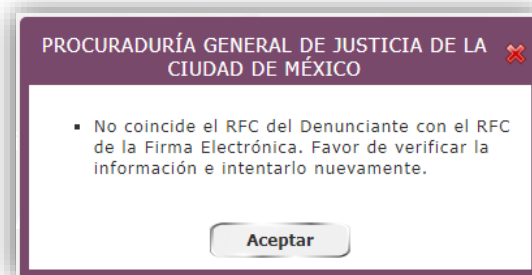 PROCURADURÍA GENERAL DE JUSTICIA DE LA
CIUDAD DE MÉXICO
▪ No coincide el RFC del Denunciante con el RFC
de la Firma Electrónica. Favor de verificar la
información e intentarlo nuevamente.
Aceptar